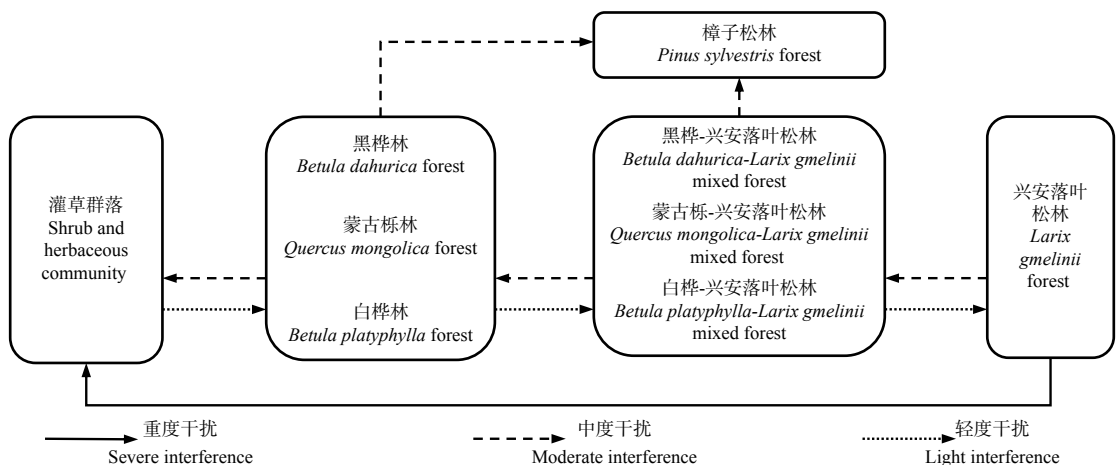 樟子松林
Pinus sylvestris forest
灌草群落
Shrub and
herbaceous
community
黑桦林
Betula dahurica forest
蒙古栎林
Quercus mongolica forest
白桦林
Betula platyphylla forest
黑桦-兴安落叶松林
Betula dahurica-Larix gmelinii
mixed forest
蒙古栎-兴安落叶松林
Quercus mongolica-Larix gmelinii
mixed forest
白桦-兴安落叶松林
Betula platyphylla-Larix gmelinii
mixed forest
兴安落叶
松林
Larix
gmelinii
forest
重度干扰
Severe interference
中度干扰
Moderate interference
轻度干扰
Light interference